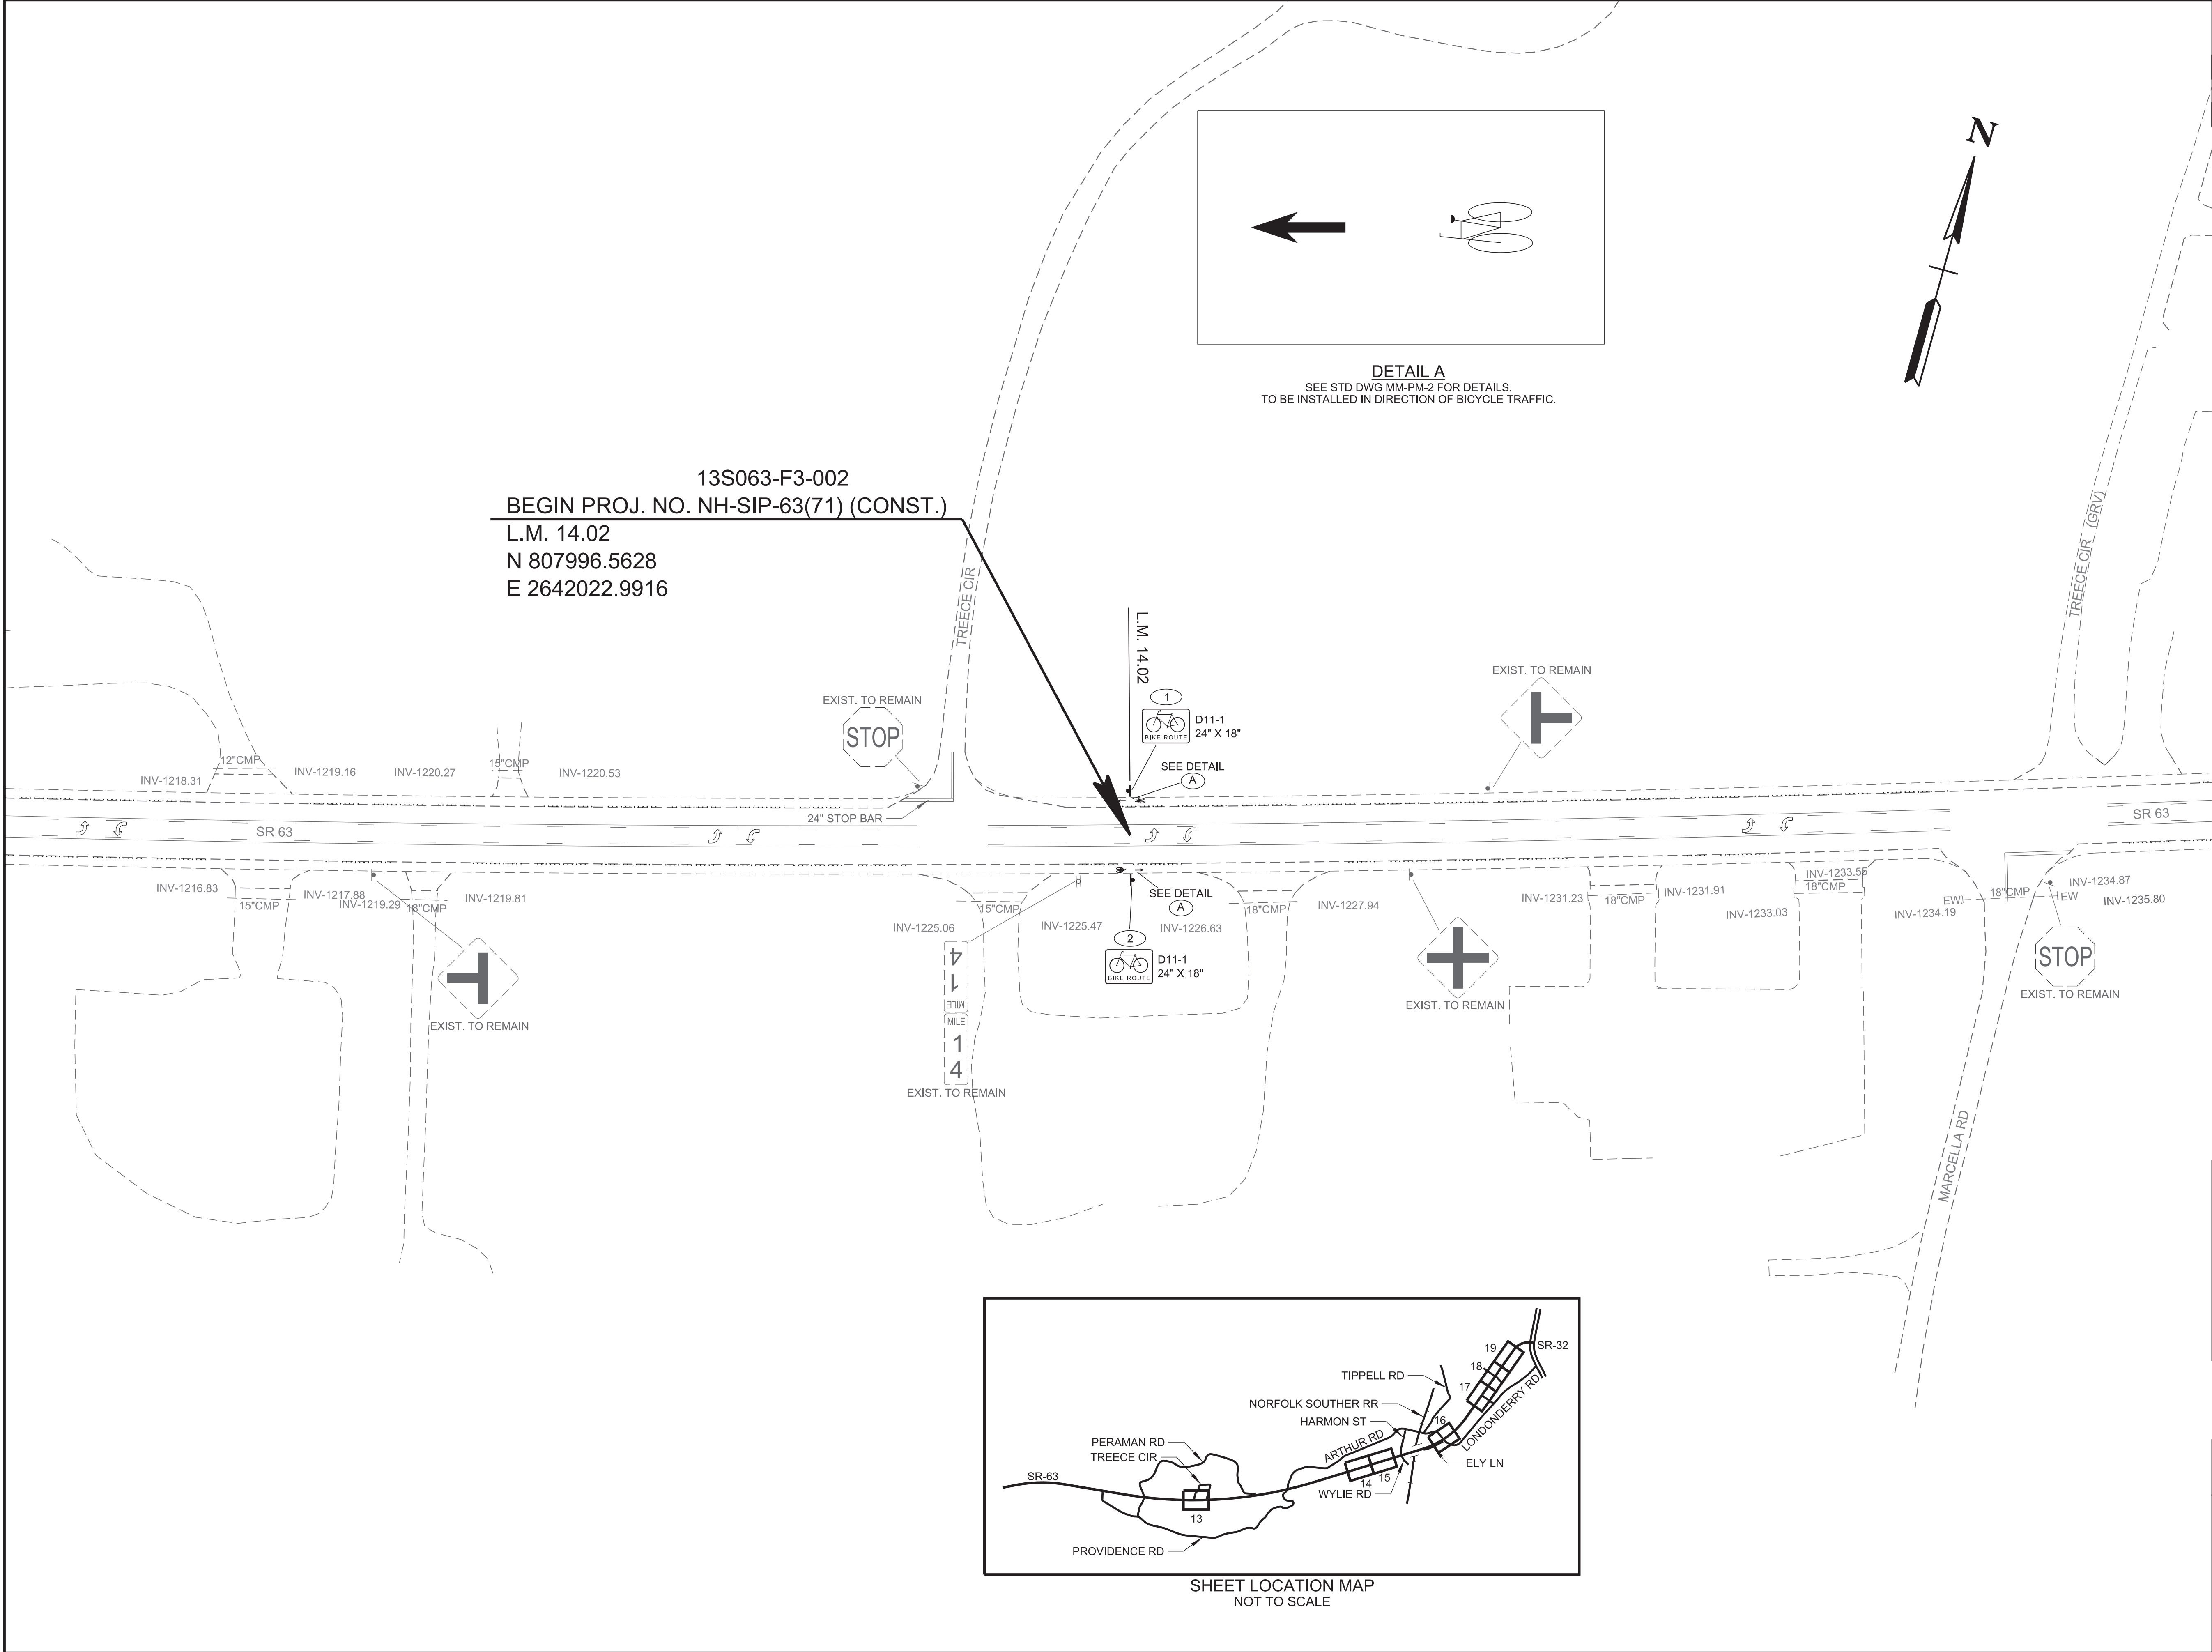 N
DETAIL A
SEE STD DWG MM-PM-2 FOR DETAILS.
TO BE INSTALLED IN DIRECTION OF BICYCLE TRAFFIC.
13S063-F3-002
BEGIN PROJ. NO. NH-SIP-63(71) (CONST.)
L.M. 14.02
N 807996.5628
E 2642022.9916
TREECE CIR
TREECE CIR (GRV)
L.M. 14.02
1
BIKE ROUTE
D11-1
24" X 18"
SEE DETAIL
A
EXIST. TO REMAIN
STOP
EXIST. TO REMAIN
INV-1218.31
12"CMP
INV-1219.16
INV-1220.27
15"CMP
INV-1220.53
24" STOP BAR
SR 63
SR 63
INV-1216.83
15"CMP
INV-1217.88
INV-1219.29
18"CMP
INV-1219.81
EXIST. TO REMAIN
INV-1225.06
15"CMP
INV-1225.47
SEE DETAIL
A
INV-1226.63
18"CMP
INV-1227.94
2
BIKE ROUTE
D11-1
24" X 18"
14
MILE
MILE
14
EXIST. TO REMAIN
EXIST. TO REMAIN
INV-1231.23
18"CMP
INV-1231.91
INV-1233.03
18"CMP
INV-1233.55
INV-1234.19
EW
18"CMP
EW
INV-1234.87
INV-1235.80
STOP
EXIST. TO REMAIN
MARCELLA RD
SR-63
PERAMAN RD
TREECE CIR
13
PROVIDENCE RD
ARTHUR RD
14
15
WYLIE RD
HARMON ST
NORFOLK SOUTHER RR
TIPPELL RD
16
ELY LN
17
18
19
LONDONDERRY RD
SR-32
SHEET LOCATION MAP
NOT TO SCALE